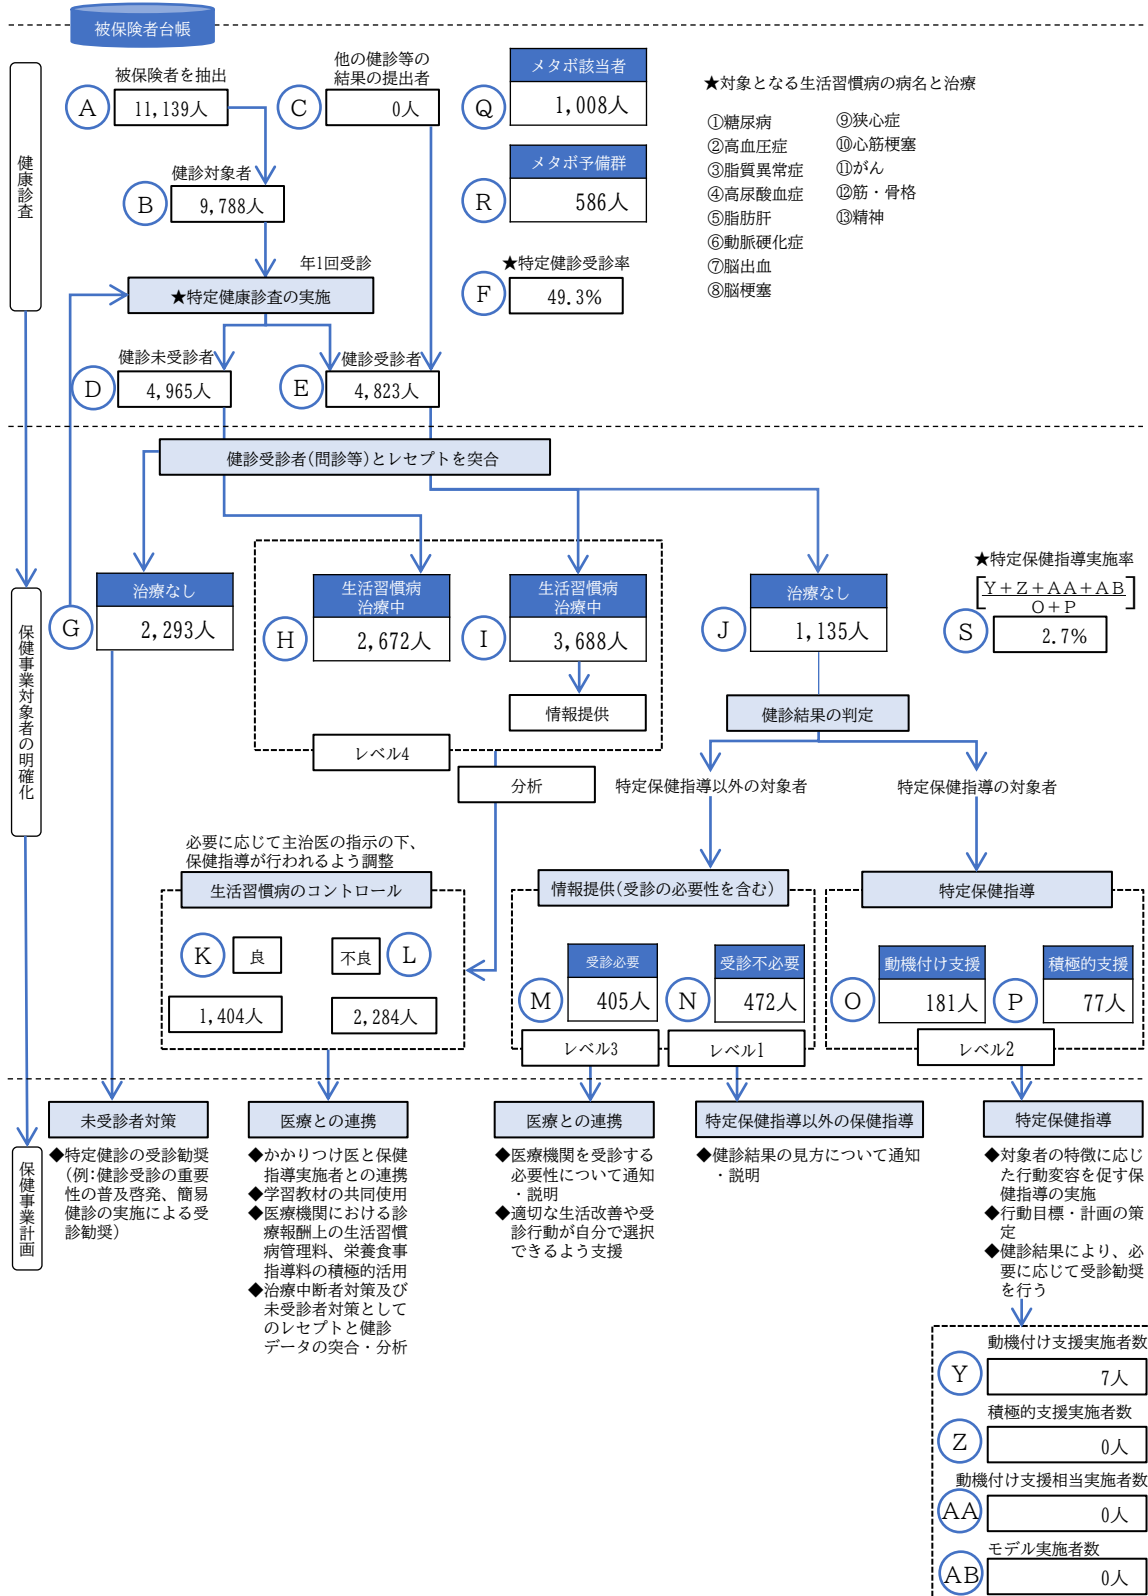 被保険者台帳
健康診査
被保険者を抽出
A
11,139人
他の健診等の
結果の提出者
C
0人
メタボ該当者
Q
1,008人
メタボ予備群
R
586人
★特定健診受診率
F
49.3%
★対象となる生活習慣病の病名と治療
①糖尿病
②高血圧症
③脂質異常症
④高尿酸血症
⑤脂肪肝
⑥動脈硬化症
⑦脳出血
⑧脳梗塞
⑨狭心症
⑩心筋梗塞
⑪がん
⑫筋・骨格
⑬精神
健診対象者
B
9,788人
年1回受診
★特定健康診査の実施
健診未受診者
D
4,965人
健診受診者
E
4,823人
保健事業対象者の明確化
健診受診者(問診等)とレセプトを突合
治療なし
G
2,293人
生活習慣病
治療中
H
2,672人
生活習慣病
治療中
I
3,688人
情報提供
レベル4
分析
治療なし
J
1,135人
★特定保健指導実施率
Y+Z+AA+AB
O+P
S
2.7%
健診結果の判定
特定保健指導以外の対象者
特定保健指導の対象者
必要に応じて主治医の指示の下、
保健指導が行われるよう調整
生活習慣病のコントロール
K
良
不良
L
1,404人
2,284人
情報提供(受診の必要性を含む)
受診必要
M
405人
受診不必要
N
472人
レベル3
レベル1
特定保健指導
動機付け支援
O
181人
積極的支援
P
77人
レベル2
保健事業計画
未受診者対策
◆特定健診の受診勧奨
(例:健診受診の重要
性の普及啓発、簡易
健診の実施による受
診勧奨)
医療との連携
◆かかりつけ医と保健
指導実施者との連携
◆学習教材の共同使用
◆医療機関における診
療報酬上の生活習慣
病管理料、栄養食事
指導料の積極的活用
◆治療中断者対策及び
未受診者対策として
のレセプトと健診
データの突合・分析
医療との連携
◆医療機関を受診する
必要性について通知
・説明
◆適切な生活改善や受
診行動が自分で選択
できるよう支援
特定保健指導以外の保健指導
◆健診結果の見方について通知
・説明
特定保健指導
◆対象者の特徴に応じ
た行動変容を促す保
健指導の実施
◆行動目標・計画の策
定
◆健診結果により、必
要に応じて受診勧奨
を行う
動機付け支援実施者数
Y
7人
積極的支援実施者数
Z
0人
動機付け支援相当実施者数
AA
0人
モデル実施者数
AB
0人